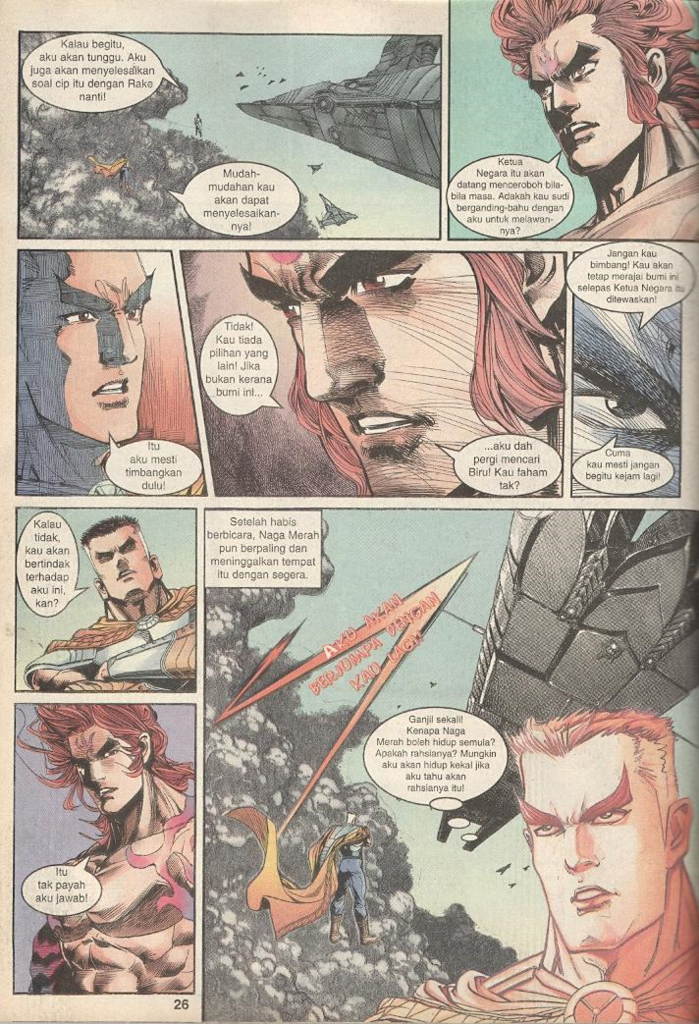 Kalau begitu,
aku akan tunggu. Aku
juga akan menyelesaikan
soal cip itu dengan Rake
nanti!
Mudah-
mudahan kau
akan dapat
menyelesaikan-
nya!
Ketua
Negara itu akan
datang menceroboh bila-
bila masa. Adakah kau sudi
berganding-bahu dengan
aku untuk melawan-
nya?
Itu
aku mesti
timbangkan
dulu!
Tidak!
Kau tiada
pilihan yang
lain! Jika
bukan kerana
bumi ini...
...aku dah
pergi mencari
Biru! Kau faham
tak?
Jangan kau
bimbang! Kau akan
tetap merajai bumi ini
selepas Ketua Negara itu
ditewaskan!
Cuma
kau mesti jangan
begitu kejam lagi!
Kalau
tidak,
kau akan
bertindak
terhadap
aku ini,
kan?
Itu
tak payah
aku jawab!
Setelah habis
berbicara, Naga Merah
pun berpaling dan
meninggalkan tempat
itu dengan segera.
AKU AKAN
BERJUMPA DENGAN
KAU LAGI!
Ganjil sekali!
Kenapa Naga
Merah boleh hidup semula?
Apakah rahsianya? Mungkin
aku akan hidup kekal jika
aku tahu akan
rahsianya itu!
26